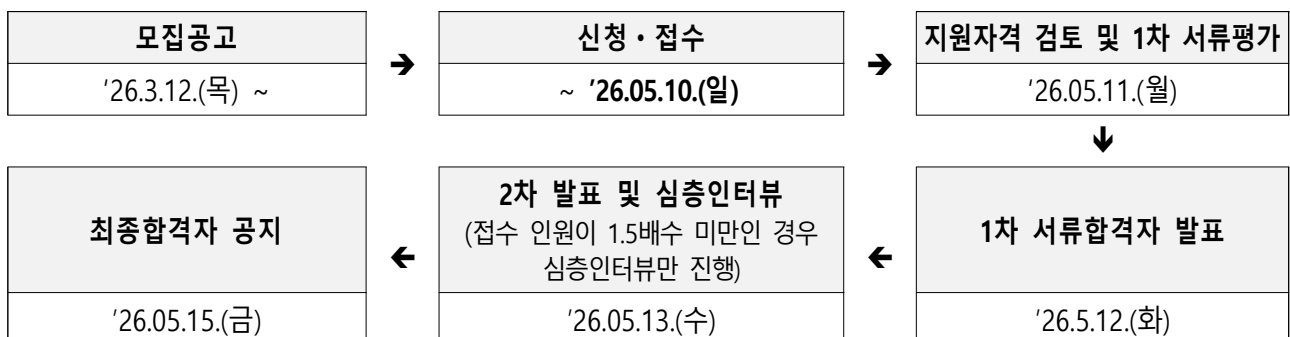 모집공고
'26.3.12.(목) ~
➔
신청・접수
~ '26.05.10.(일)
➔
지원자격 검토 및 1차 서류평가
'26.05.11.(월)
🡻
1차 서류합격자 발표
'26.5.12.(화)
🡸
2차 발표 및 심층인터뷰
(접수 인원이 1.5배수 미만인 경우
심층인터뷰만 진행)
'26.05.13.(수)
🡸
최종합격자 공지
'26.05.15.(금)